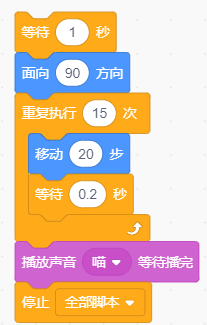 等待 1 秒
面向 90 方向
重复执行 15 次
移动 20 步
等待 0.2 秒
播放声音 喵 等待播完
停止 全部脚本